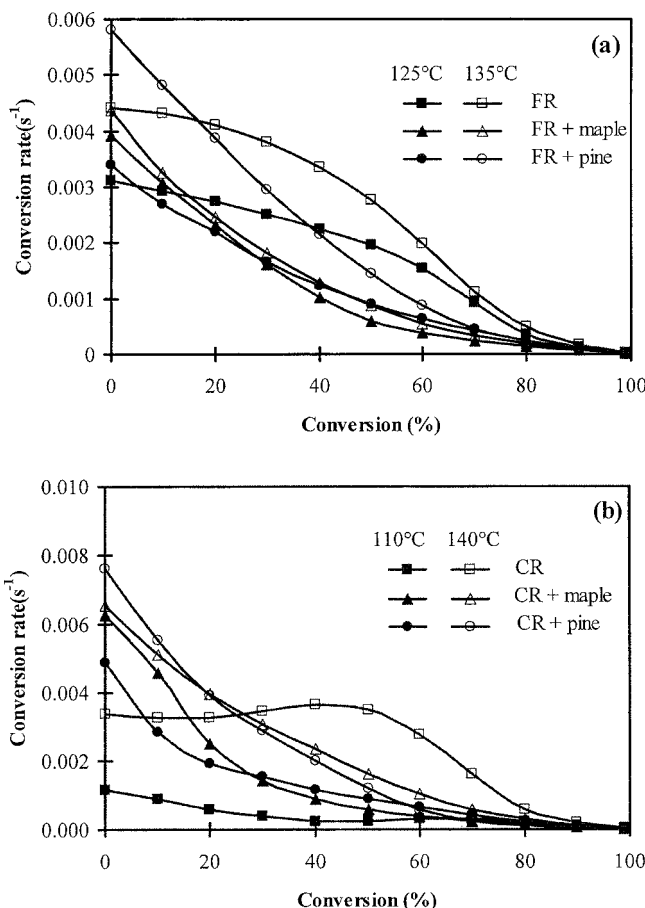 0.006
(a)
125°C 135°C
0.005
FR
FR + maple
0.004
FR + pine
0.003
0.002
0.001
0
Conversion rate(s⁻¹)
0 20 40 60 80 100
Conversion (%)
0.010
(b)
110°C 140°C
0.008
CR
CR + maple
CR + pine
0.006
0.004
0.002
0.000
Conversion rate(s⁻¹)
0 20 40 60 80 100
Conversion (%)